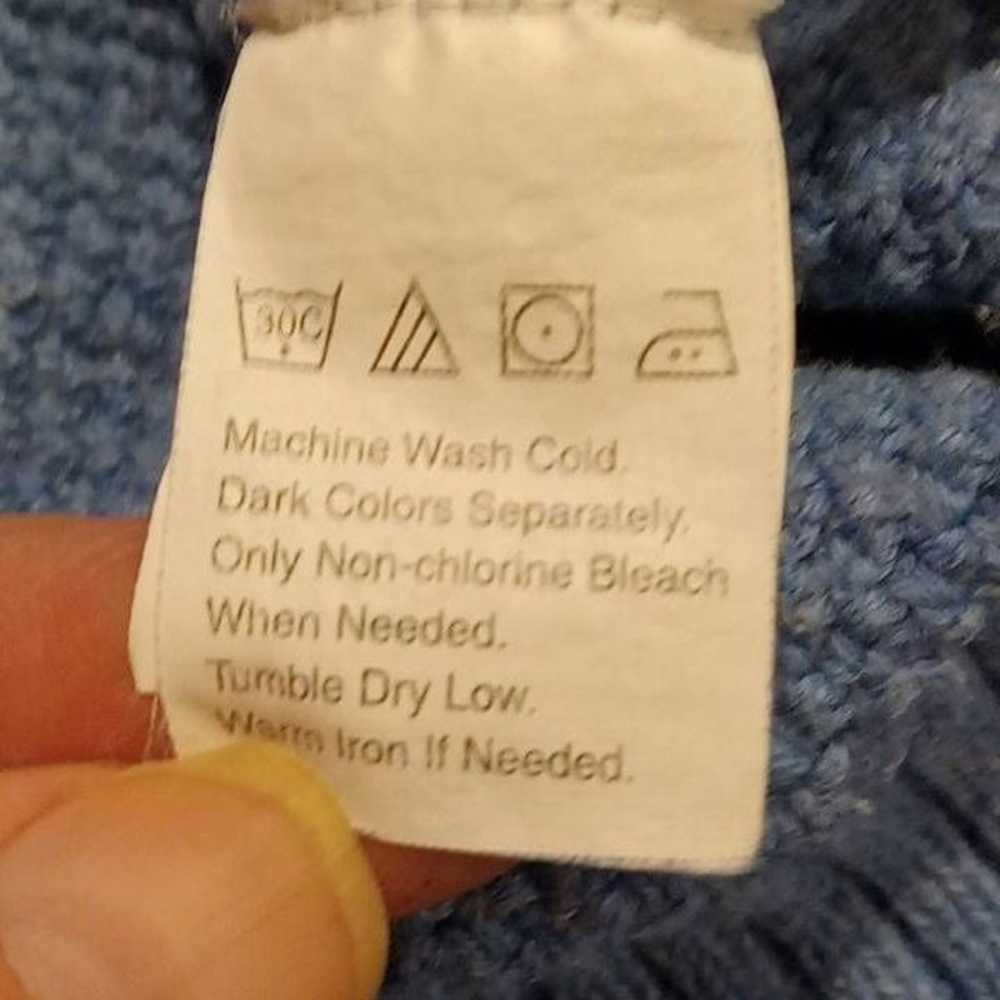 30C
Machine Wash Cold.
Dark Colors Separately.
Only Non-chlorine Bleach
When Needed.
Tumble Dry Low.
Warm Iron If Needed.